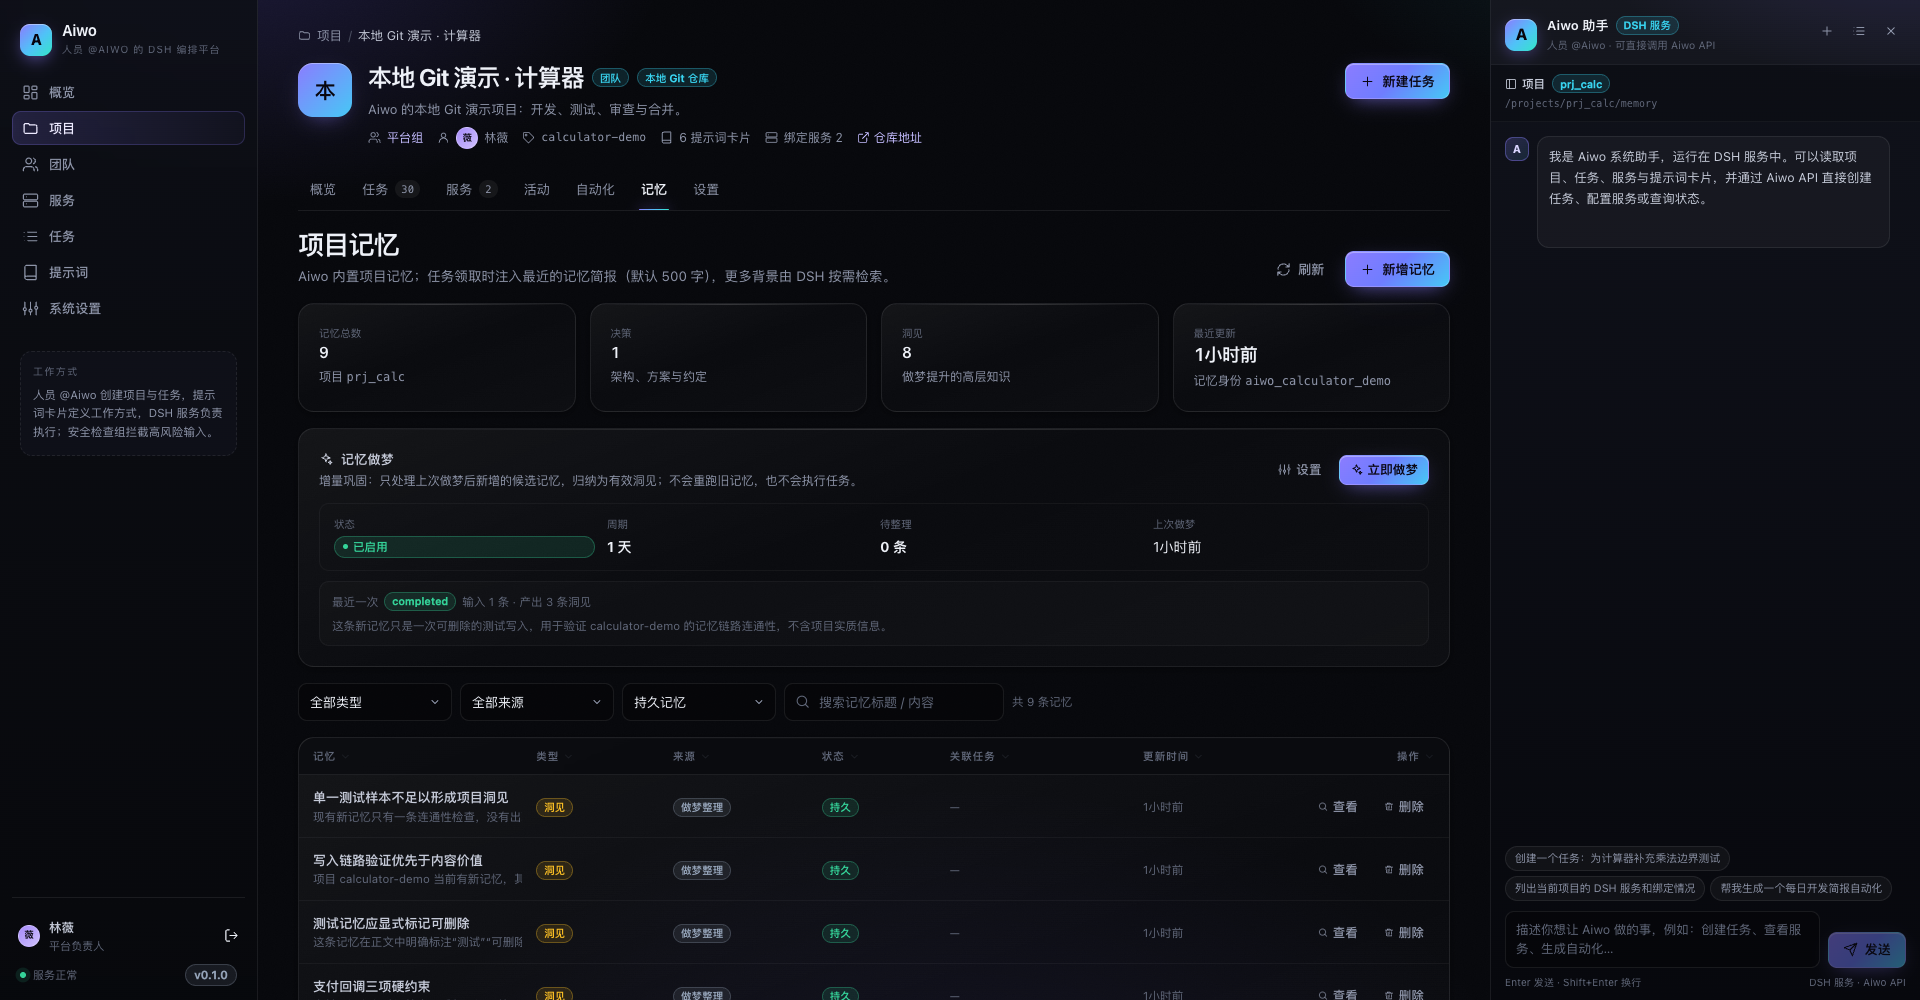 A
Aiwo
人员 @AIWO 的 DSH 编排平台
概览
项目
团队
服务
任务
提示词
系统设置
工作方式
人员 @Aiwo 创建项目与任务，提示
词卡片定义工作方式，DSH 服务负责
执行；安全检查组拦截高风险输入。
薇
林薇
平台负责人
服务正常
v0.1.0
项目 / 本地 Git 演示 · 计算器
本
本地 Git 演示 · 计算器 团队 本地 Git 仓库
Aiwo 的本地 Git 演示项目：开发、测试、审查与合并。
平台组 薇 林薇 calculator-demo 6 提示词卡片 绑定服务 2 仓库地址
新建任务
概览 任务 30 服务 2 活动 自动化 记忆 设置
项目记忆
Aiwo 内置项目记忆；任务领取时注入最近的记忆简报（默认 500 字），更多背景由 DSH 按需检索。
刷新
新增记忆
记忆总数
9
项目 prj_calc
决策
1
架构、方案与约定
洞见
8
做梦提升的高层知识
最近更新
1小时前
记忆身份 aiwo_calculator_demo
记忆做梦
增量巩固：只处理上次做梦后新增的候选记忆，归纳为有效洞见；不会重跑旧记忆，也不会执行任务。
设置
立即做梦
状态
已启用
周期
1 天
待整理
0 条
上次做梦
1小时前
最近一次 completed 输入 1 条 · 产出 3 条洞见
这条新记忆只是一次可删除的测试写入，用于验证 calculator-demo 的记忆链路连通性，不含项目实质信息。
全部类型 全部来源 持久记忆 搜索记忆标题 / 内容 共 9 条记忆
记忆 类型 来源 状态 关联任务 更新时间 操作
单一测试样本不足以形成项目洞见
现有新记忆只有一条连通性检查，没有出
洞见 做梦整理 持久 — 1小时前 查看 删除
写入链路验证优先于内容价值
项目 calculator-demo 当前有新记忆，
洞见 做梦整理 持久 — 1小时前 查看 删除
测试记忆应显式标记可删除
这条记忆在正文中明确标注"测试""可删除
洞见 做梦整理 持久 — 1小时前 查看 删除
支付回调三项硬约束
洞见 做梦整理 持久 — 1小时前 查看 删除
A
Aiwo 助手 DSH 服务
人员 @Aiwo · 可直接调用 Aiwo API
项目 prj_calc
/projects/prj_calc/memory
A
我是 Aiwo 系统助手，运行在 DSH 服务中。可以读取项
目、任务、服务与提示词卡片，并通过 Aiwo API 直接创建
任务、配置服务或查询状态。
创建一个任务：为计算器补充乘法边界测试
列出当前项目的 DSH 服务和绑定情况
帮我生成一个每日开发简报自动化
描述你想让 Aiwo 做的事，例如：创建任务、查看服
务、生成自动化...
发送
Enter 发送 · Shift+Enter 换行
DSH 服务 · Aiwo API